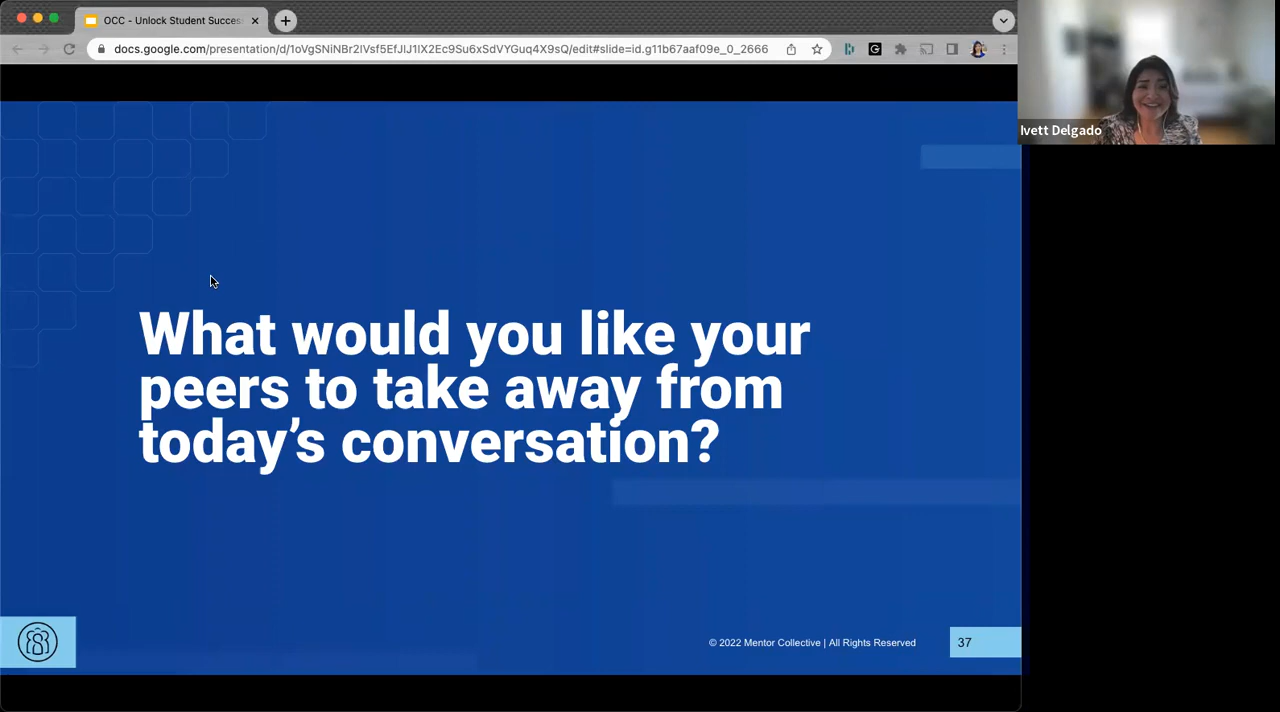 OCC - Unlock Student Succes
docs.google.com/presentation/d/1oVgSNiNBr2lVsf5EfJlJ1lX2Ec9Su6xSdVYGuq4X9sQ/edit#slide=id.g11b67aaf09e_0_2666
Ivett Delgado
What would you like your
peers to take away from
today's conversation?
© 2022 Mentor Collective | All Rights Reserved
37